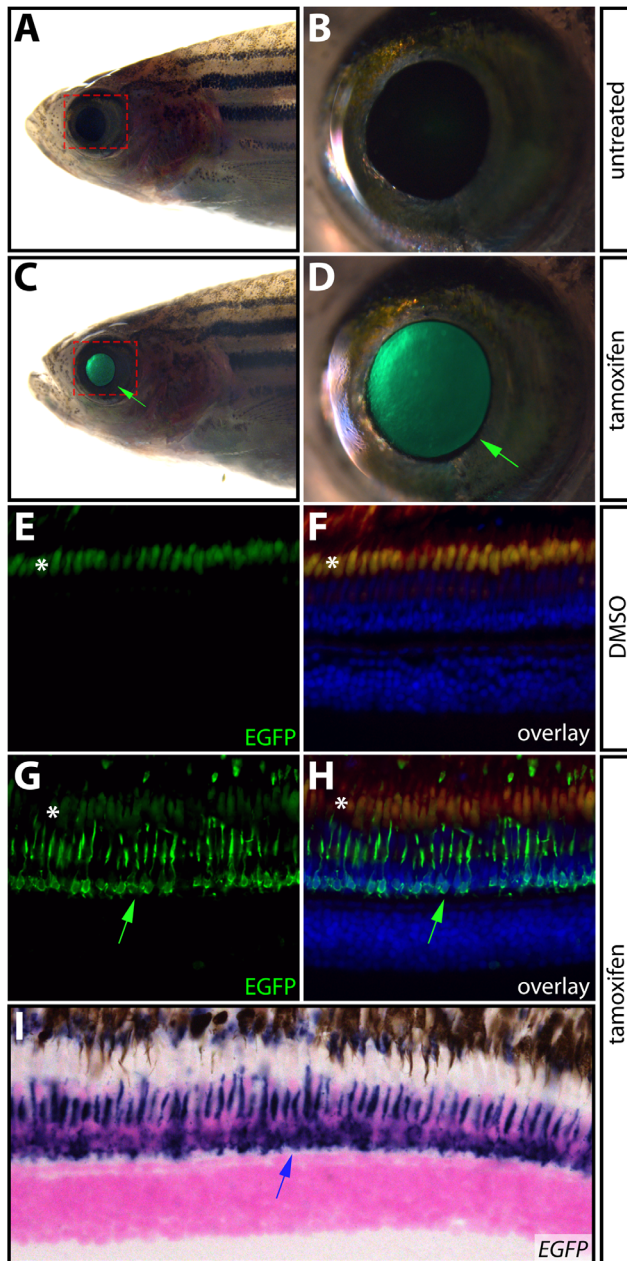 A
B
untreated
C
D
tamoxifen
E
*
EGFP
F
*
overlay
DMSO
G
*
EGFP
H
*
overlay
tamoxifen
I
EGFP